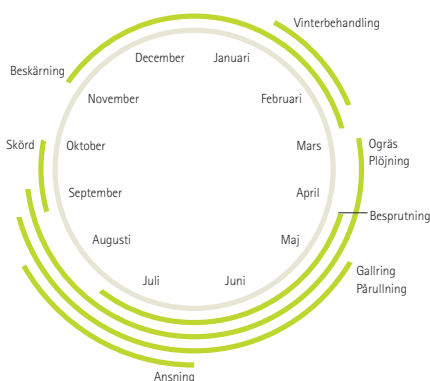 Vinterbehandling
December
Januari
Beskärning
November
Februari
Skörd
Oktober
Mars
Ogräs
Plöjning
September
April
Besprutning
Augusti
Maj
Gallring
Pårullning
Juli
Juni
Ansning